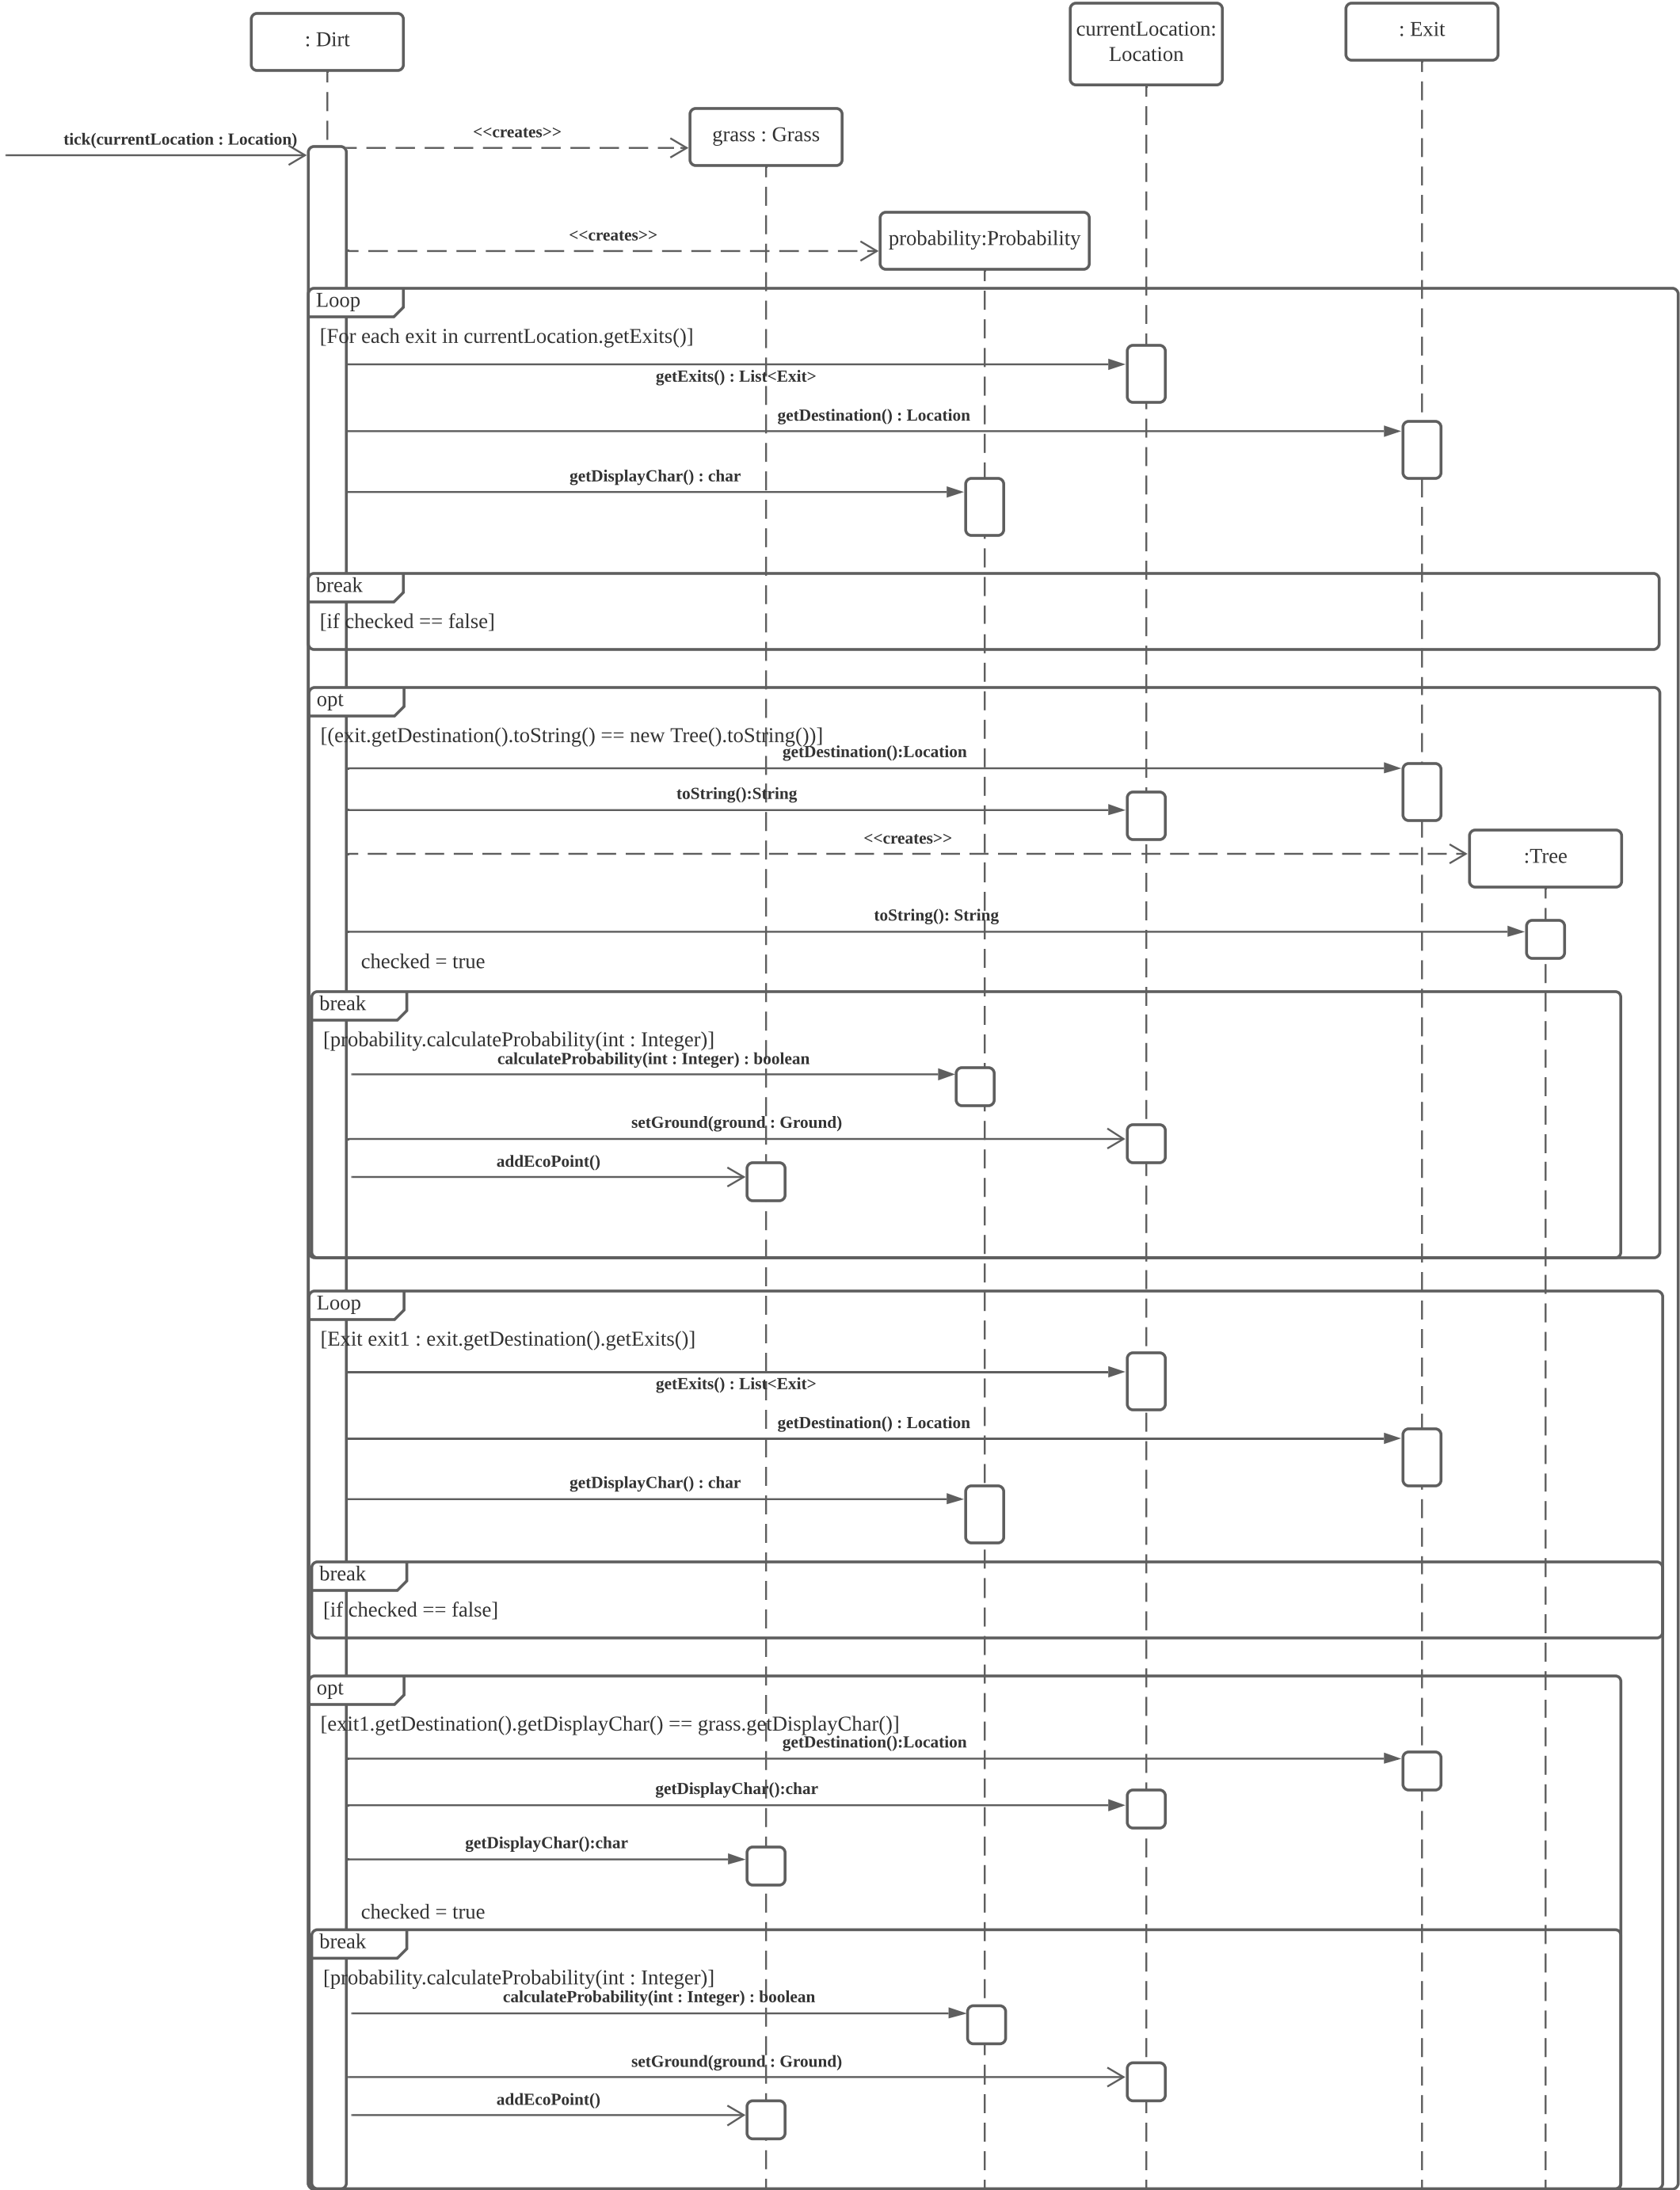 : Dirt
currentLocation:
Location
: Exit
tick(currentLocation : Location)
<<creates>>
grass : Grass
<<creates>>
probability:Probability
Loop
[For each exit in currentLocation.getExits()]
getExits() : List<Exit>
getDestination() : Location
getDisplayChar() : char
break
[if checked == false]
opt
[(exit.getDestination().toString() == new Tree().toString())]
getDestination():Location
toString():String
<<creates>>
:Tree
toString(): String
checked = true
break
[probability.calculateProbability(int : Integer)]
calculateProbability(int : Integer) : boolean
setGround(ground : Ground)
addEcoPoint()
Loop
[Exit exit1 : exit.getDestination().getExits()]
getExits() : List<Exit>
getDestination() : Location
getDisplayChar() : char
break
[if checked == false]
opt
[exit1.getDestination().getDisplayChar() == grass.getDisplayChar()]
getDestination():Location
getDisplayChar():char
getDisplayChar():char
checked = true
break
[probability.calculateProbability(int : Integer)]
calculateProbability(int : Integer) : boolean
setGround(ground : Ground)
addEcoPoint()